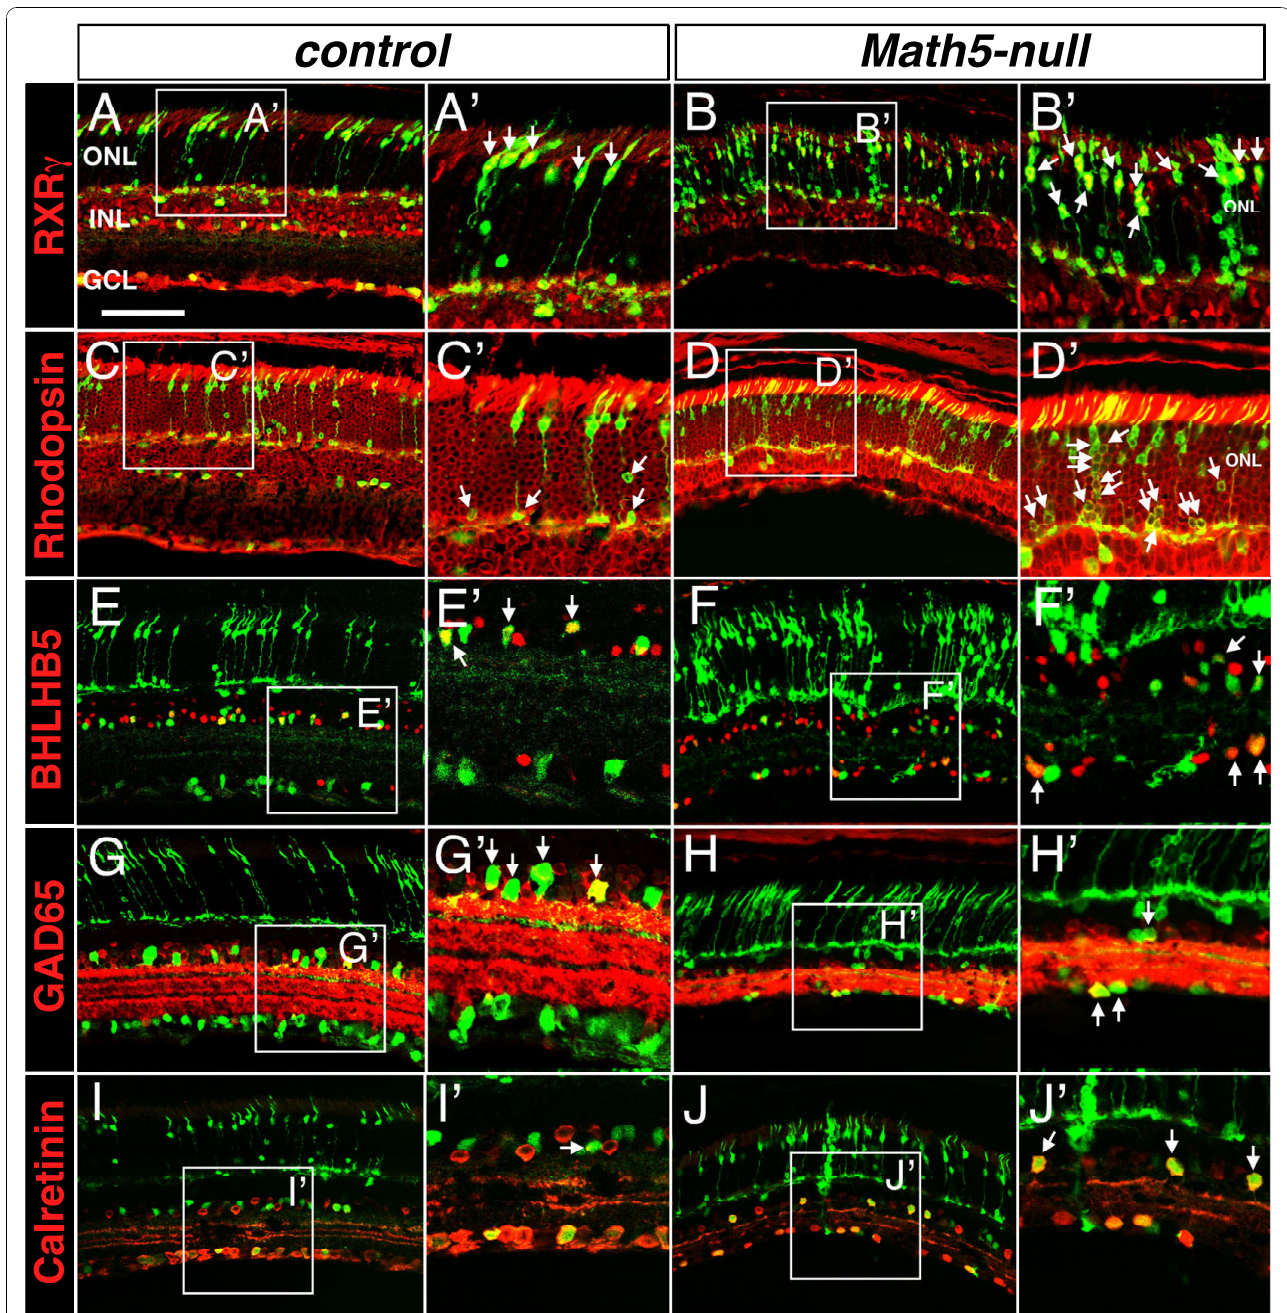 control
Math5-null
RXRγ
A
A’
ONL
INL
GCL
A’
B
B’
B’
ONL
Rhodopsin
C
C’
C’
D
D’
D’
ONL
BHLHB5
E
E’
E’
F
F’
F’
GAD65
G
G’
G’
H
H’
H’
Calretinin
I
I’
I’
J
J’
J’